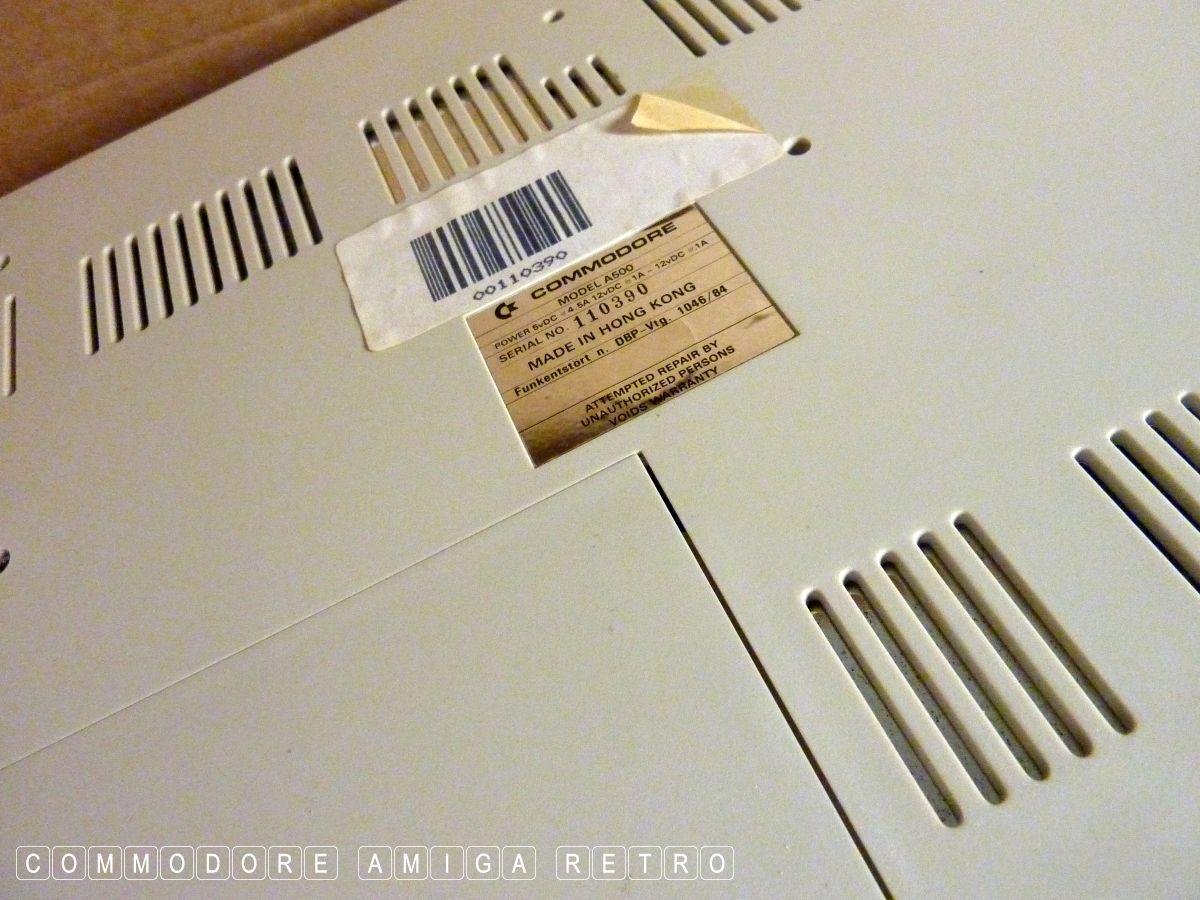 00110390
COMMODORE
MODEL A500
POWER 5vDC = 4.5A 12vDC = 1A - 12vDC = .1A
SERIAL NO. 110390
MADE IN HONG KONG
Funkentstört n. DBP-Vfg. 1046/84
ATTEMPTED REPAIR BY
UNAUTHORIZED PERSONS
VOIDS WARRANTY
COMMODORE AMIGA RETRO